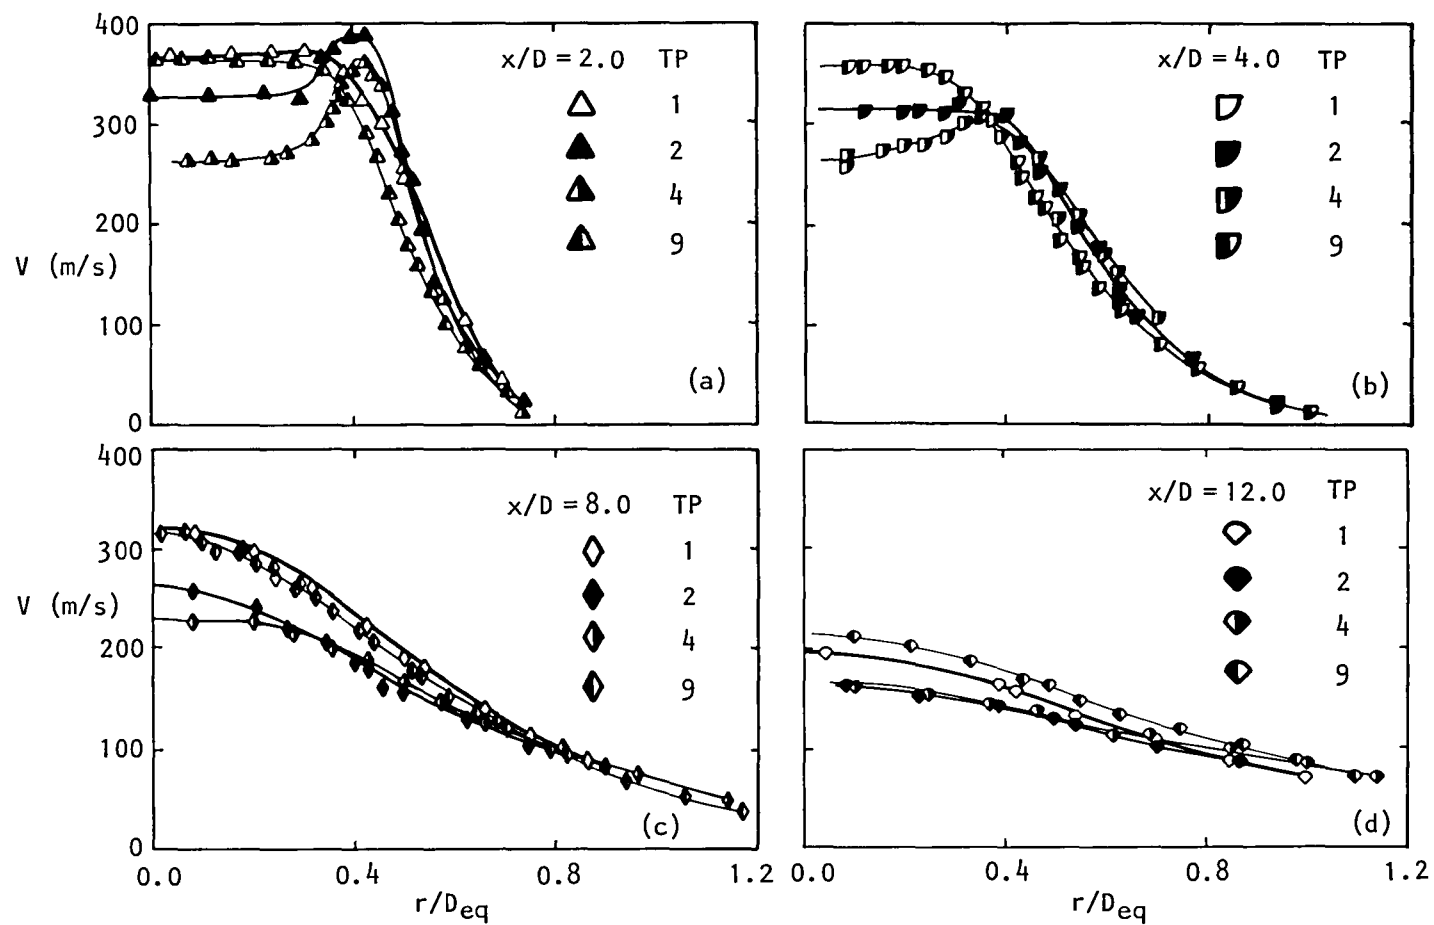 400
300
200
100
0
V (m/s)
x/D = 2.0 TP
1
2
4
9
(a)
x/D = 4.0 TP
1
2
4
9
(b)
400
300
200
100
0
V (m/s)
x/D = 8.0 TP
1
2
4
9
(c)
0.0 0.4 0.8 1.2
r/Deq
x/D = 12.0 TP
1
2
4
9
(d)
0.0 0.4 0.8 1.2
r/Deq